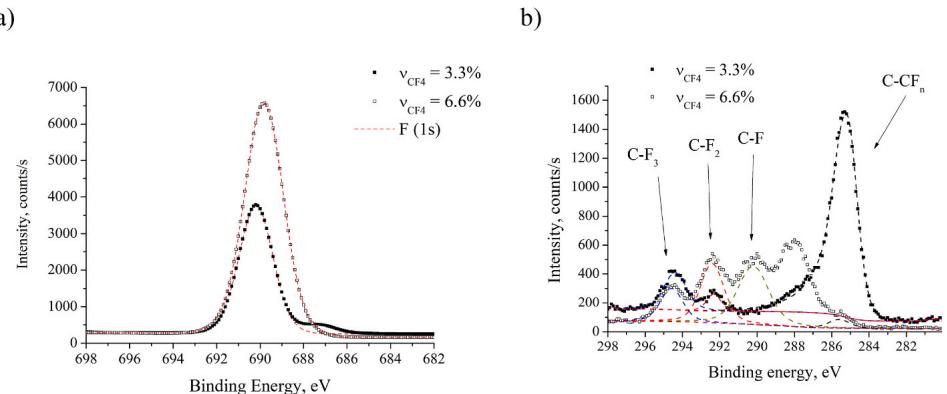 a)
ν_CF4 = 3.3%
ν_CF4 = 6.6%
F (1s)
7000
6000
5000
4000
3000
2000
1000
0
Intensity, counts/s
698 696 694 692 690 688 686 684 682
Binding Energy, eV
b)
ν_CF4 = 3.3%
ν_CF4 = 6.6%
C-CFₙ
C-F₃
C-F₂
C-F
1600
1400
1200
1000
800
600
400
200
0
Intensity, counts/s
298 296 294 292 290 288 286 284 282
Binding energy, eV